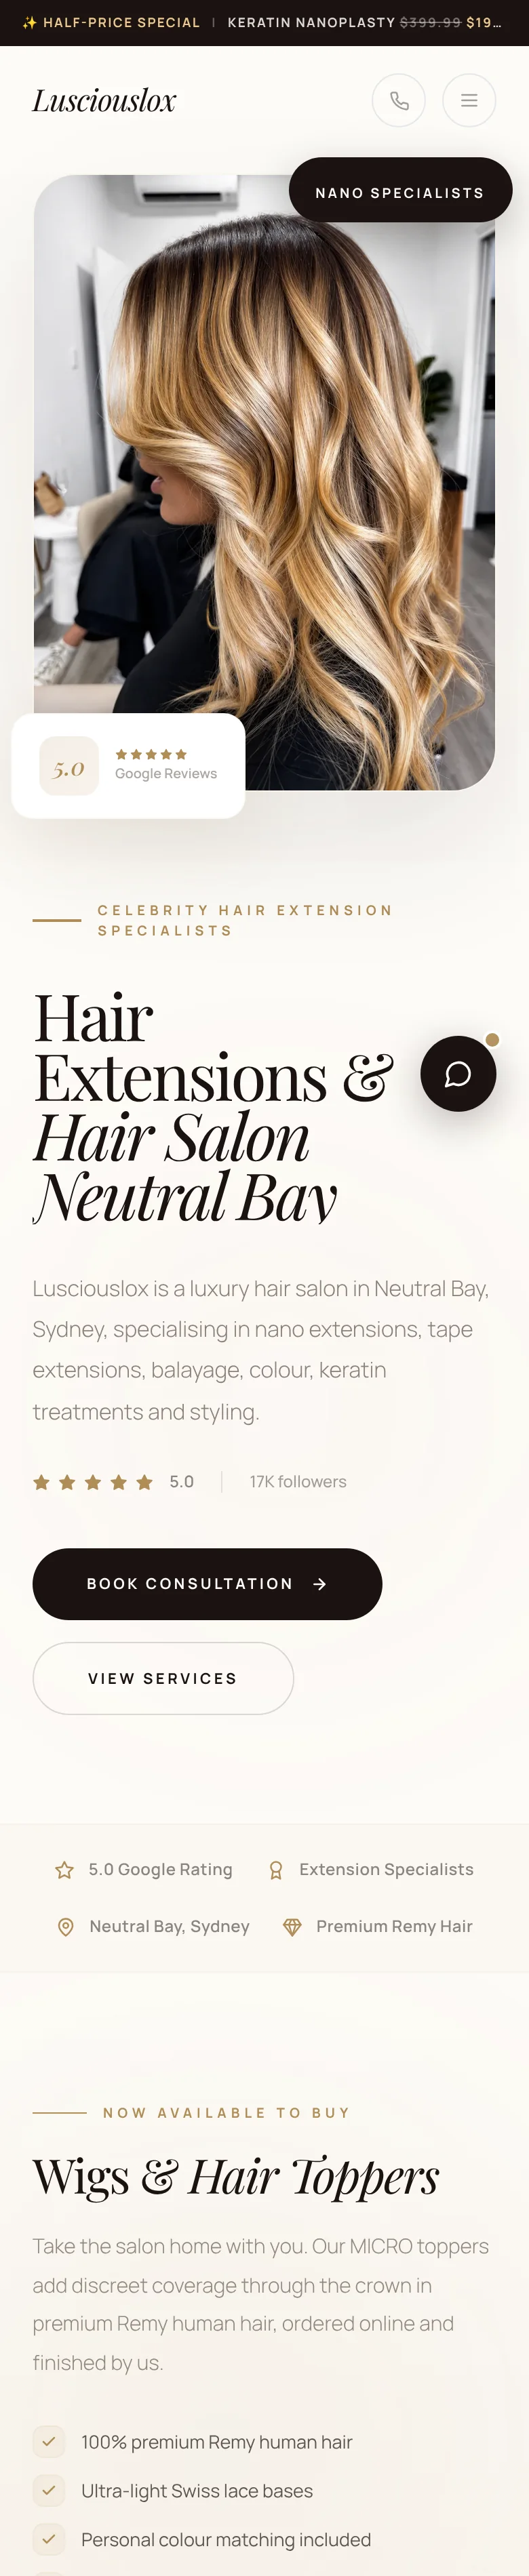 ✨ HALF-PRICE SPECIAL | KERATIN NANOPLASTY $399.99 $19…
Lusciouslox
NANO SPECIALISTS
5.0
Google Reviews
CELEBRITY HAIR EXTENSION
SPECIALISTS
Hair
Extensions &
Hair Salon
Neutral Bay
Lusciouslox is a luxury hair salon in Neutral Bay,
Sydney, specialising in nano extensions, tape
extensions, balayage, colour, keratin
treatments and styling.
5.0 | 17K followers
BOOK CONSULTATION →
VIEW SERVICES
5.0 Google Rating Extension Specialists
Neutral Bay, Sydney Premium Remy Hair
NOW AVAILABLE TO BUY
Wigs & Hair Toppers
Take the salon home with you. Our MICRO toppers
add discreet coverage through the crown in
premium Remy human hair, ordered online and
finished by us.
100% premium Remy human hair
Ultra-light Swiss lace bases
Personal colour matching included